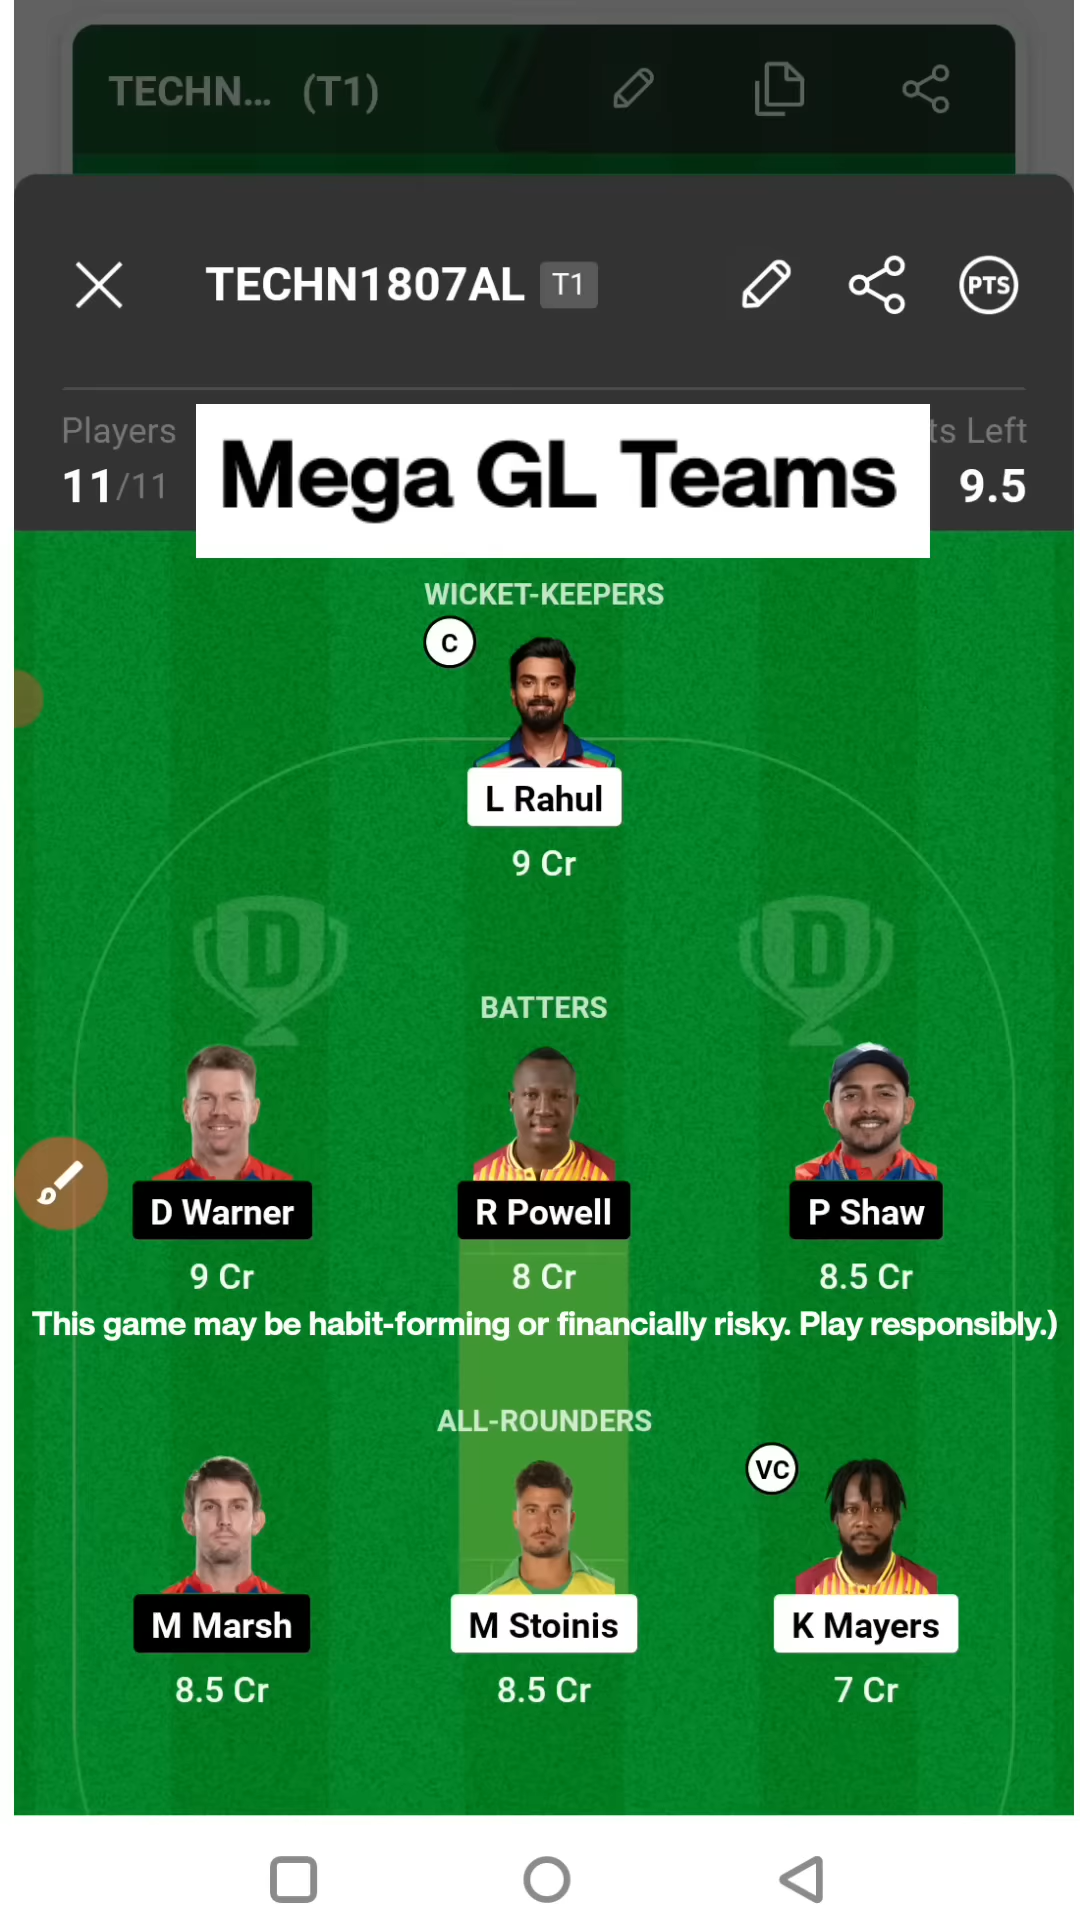 TECHN... (T1)
TECHN1807AL T1 PTS
Players ts Left
11/11 9.5
Mega GL Teams
WICKET-KEEPERS
C
L Rahul
9 Cr
D D
BATTERS
D Warner R Powell P Shaw
9 Cr 8 Cr 8.5 Cr
This game may be habit-forming or financially risky. Play responsibly.)
ALL-ROUNDERS
VC
M Marsh M Stoinis K Mayers
8.5 Cr 8.5 Cr 7 Cr